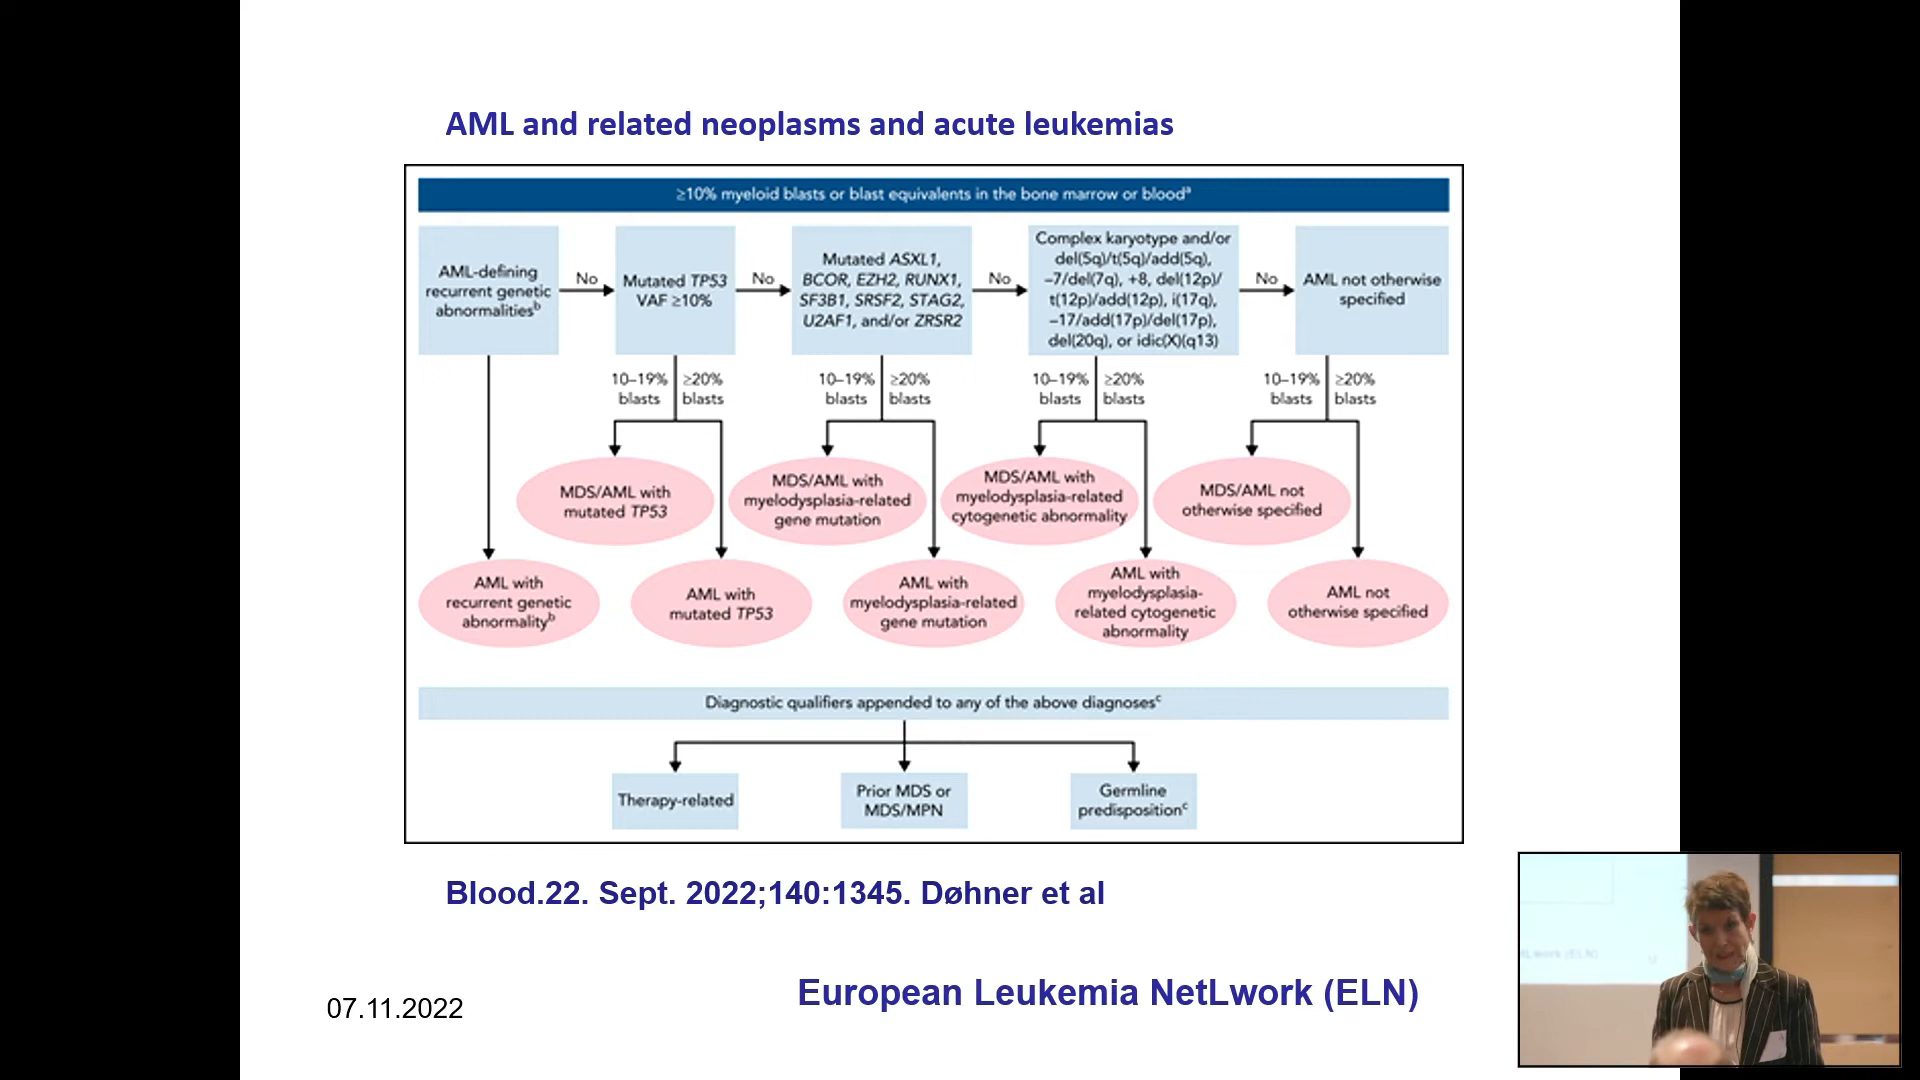 AML and related neoplasms and acute leukemias
≥10% myeloid blasts or blast equivalents in the bone marrow or bloodᵃ
AML-defining
recurrent genetic
abnormalitiesᵇ
No
Mutated TP53
VAF ≥10%
No
Mutated ASXL1,
BCOR, EZH2, RUNX1,
SF3B1, SRSF2, STAG2,
U2AF1, and/or ZRSR2
No
Complex karyotype and/or
del(5q)/t(5q)/add(5q),
–7/del(7q), +8, del(12p)/
t(12p)/add(12p), i(17q),
–17/add(17p)/del(17p),
del(20q), or idic(X)(q13)
No
AML not otherwise
specified
10–19%
blasts
≥20%
blasts
10–19%
blasts
≥20%
blasts
10–19%
blasts
≥20%
blasts
10–19%
blasts
≥20%
blasts
MDS/AML with
mutated TP53
MDS/AML with
myelodysplasia-related
gene mutation
MDS/AML with
myelodysplasia-related
cytogenetic abnormality
MDS/AML not
otherwise specified
AML with
recurrent genetic
abnormalityᵇ
AML with
mutated TP53
AML with
myelodysplasia-related
gene mutation
AML with
myelodysplasia-
related cytogenetic
abnormality
AML not
otherwise specified
Diagnostic qualifiers appended to any of the above diagnosesᶜ
Therapy-related
Prior MDS or
MDS/MPN
Germline
predispositionᶜ
Blood.22. Sept. 2022;140:1345. Døhner et al
European Leukemia NetLwork (ELN)
07.11.2022